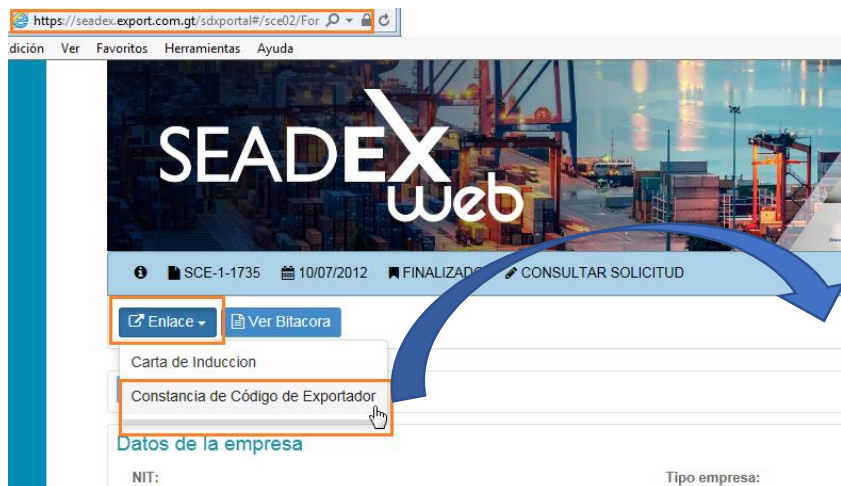 https://seadex.export.com.gt/sdxportal#/sce02/For
dición Ver Favoritos Herramientas Ayuda
SEADEX
web
SCE-1-1735 10/07/2012 FINALIZADO CONSULTAR SOLICITUD
Enlace Ver Bitacora
Carta de Induccion
Constancia de Código de Exportador
Datos de la empresa
NIT: Tipo empresa: